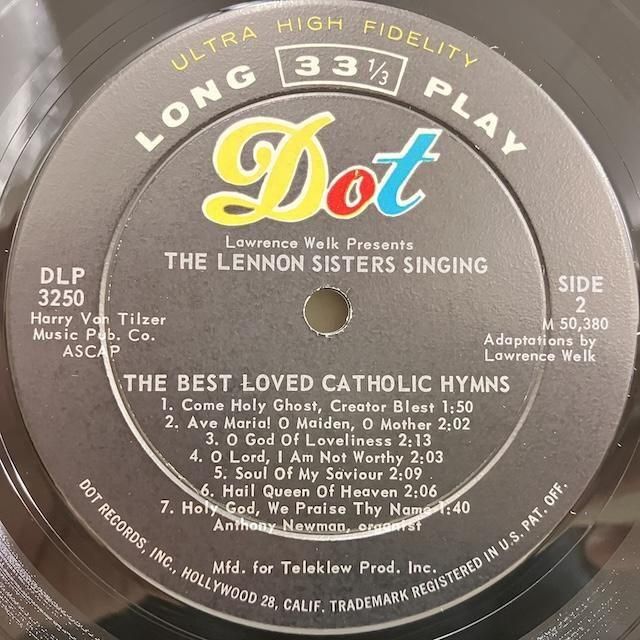 ULTRA HIGH FIDELITY
LONG 33 1/3 PLAY
Dot
Lawrence Welk Presents
THE LENNON SISTERS SINGING
DLP
3250
Harry Von Tilzer
Music Pub. Co.
ASCAP
SIDE
2
M 50,380
Adaptations by
Lawrence Welk
THE BEST LOVED CATHOLIC HYMNS
1. Come Holy Ghost, Creator Blest 1:50
2. Ave Maria! O Maiden, O Mother 2:02
3. O God Of Loveliness 2:13
4. O Lord, I Am Not Worthy 2:03
5. Soul Of My Saviour 2:09
6. Hail Queen Of Heaven 2:06
7. Holy God, We Praise Thy Name 1:40
Anthony Newman, organist
Mfd. for Teleklew Prod. Inc.
DOT RECORDS, INC., HOLLYWOOD 28, CALIF. TRADEMARK REGISTERED IN U.S. PAT. OFF.